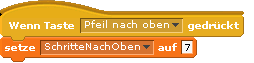 Wenn Taste Pfeil nach oben gedrückt
setze SchritteNachOben auf 7